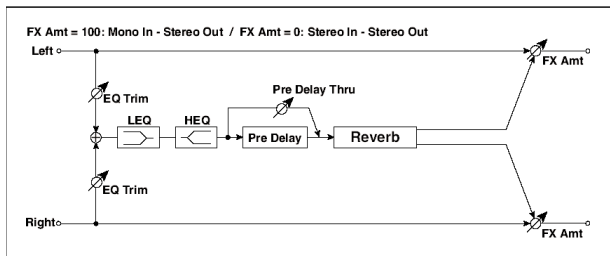 FX Amt = 100: Mono In - Stereo Out / FX Amt = 0: Stereo In - Stereo Out
Left
FX Amt
EQ Trim
Pre Delay Thru
LEQ
HEQ
Pre Delay
Reverb
EQ Trim
Right
FX Amt